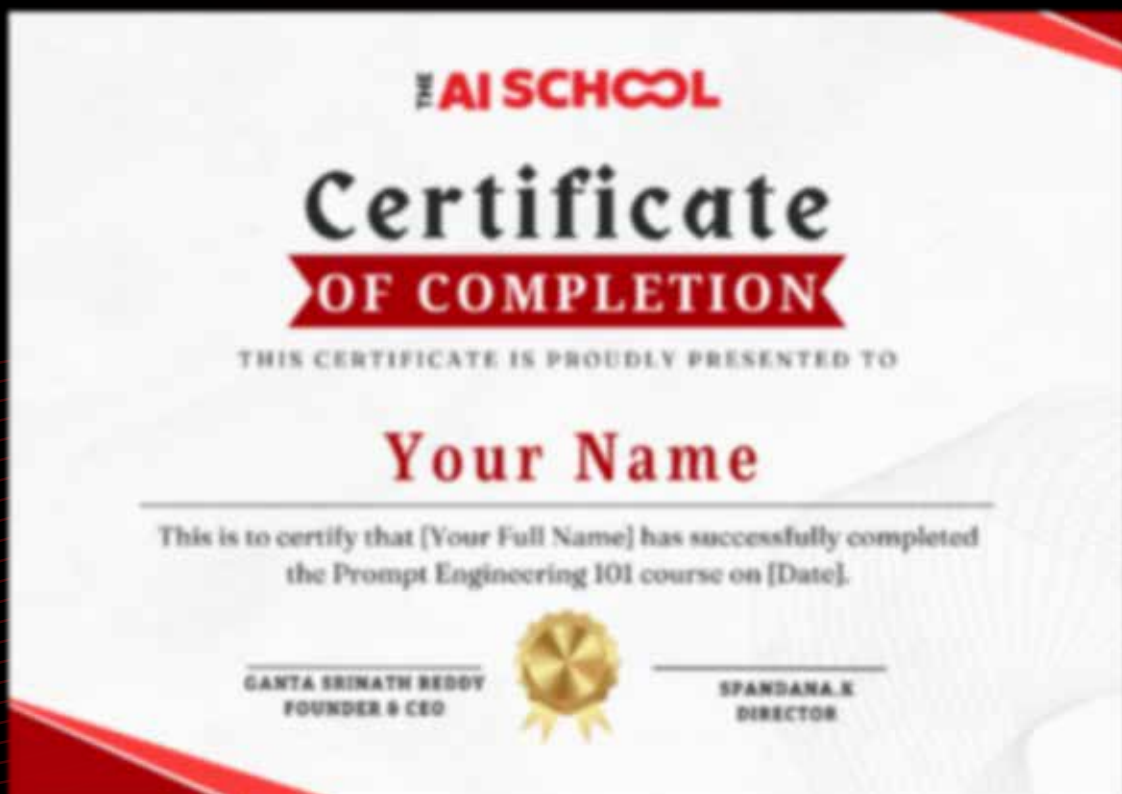 THE AI SCHOOL
Certificate
OF COMPLETION
THIS CERTIFICATE IS PROUDLY PRESENTED TO
Your Name
This is to certify that [Your Full Name] has successfully completed
the Prompt Engineering 101 course on [Date].
GANTA SRINATH REDDY
FOUNDER & CEO
SPANDANA.K
DIRECTOR